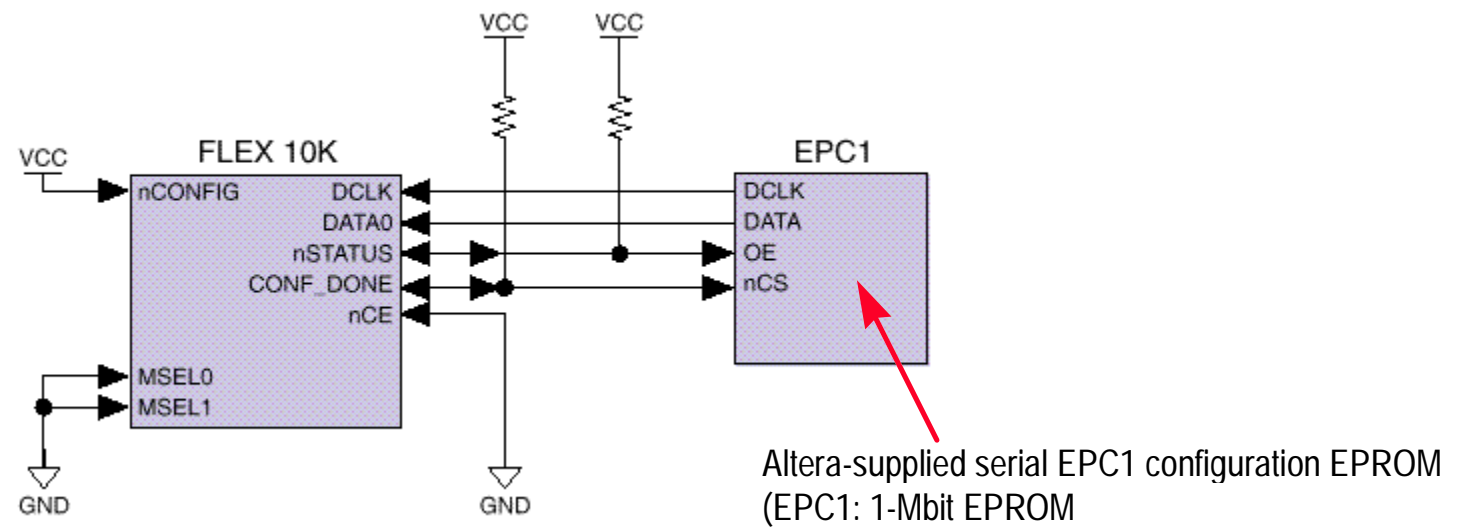 VCC VCC
VCC FLEX 10K EPC1
nCONFIG DCLK DCLK
DATA0 DATA
nSTATUS OE
CONF_DONE nCS
nCE
MSEL0
MSEL1
GND GND
Altera-supplied serial EPC1 configuration EPROM
(EPC1: 1-Mbit EPROM